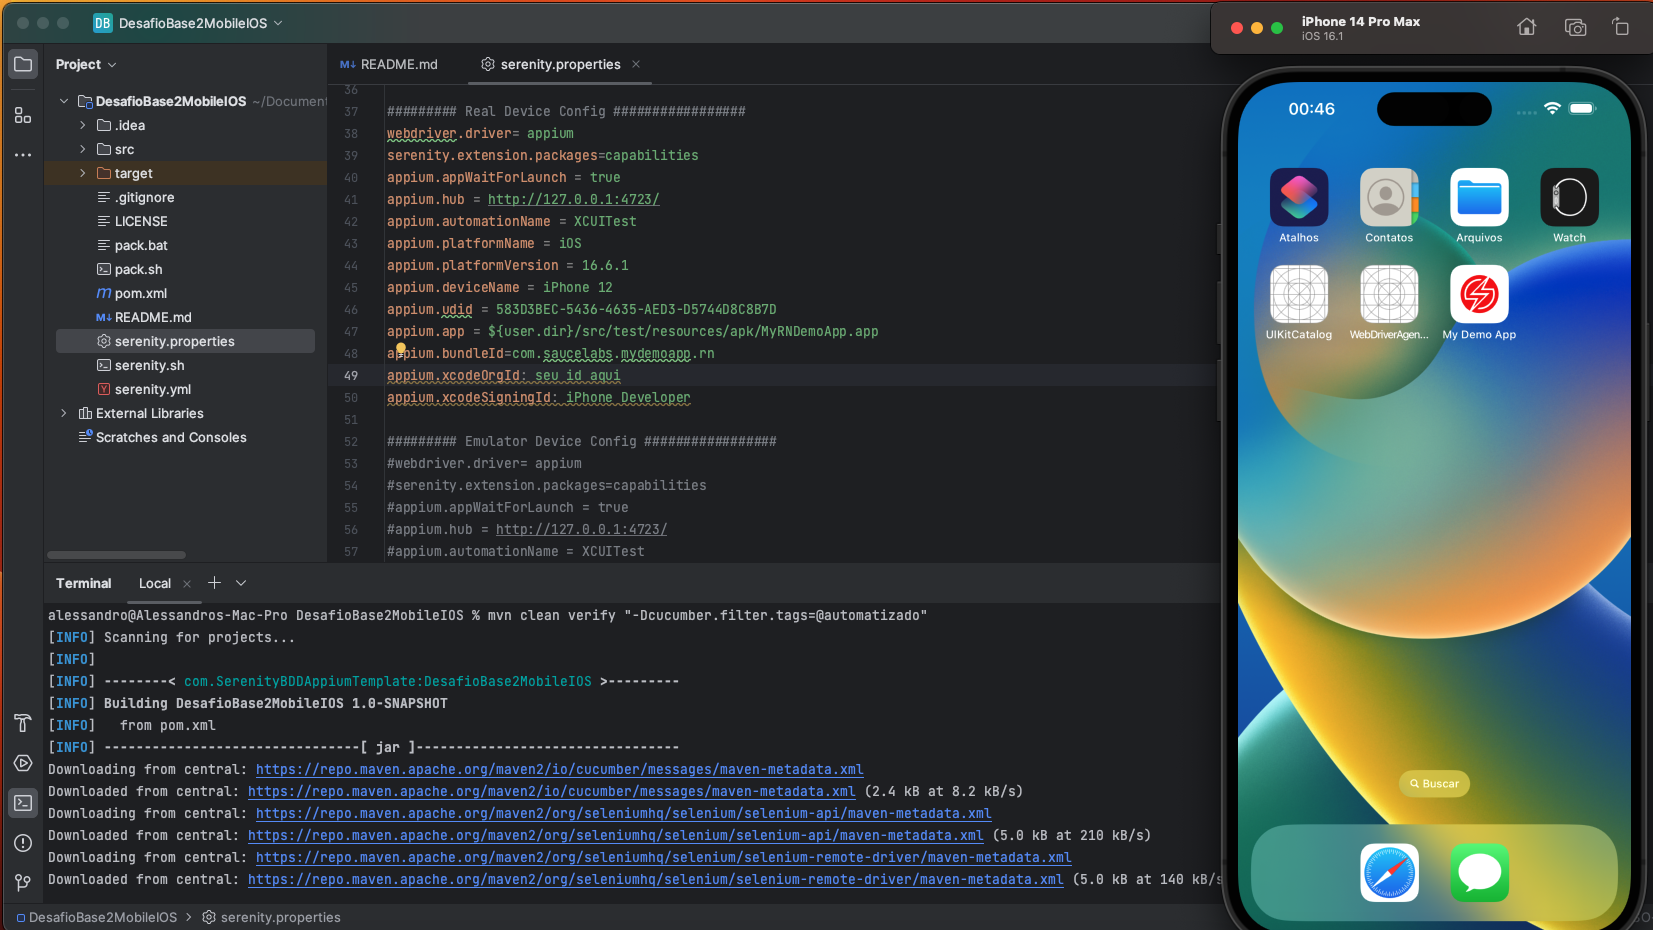 DB DesafioBase2MobileIOS
iPhone 14 Pro Max
iOS 16.1
Project
M↓ README.md
serenity.properties
DesafioBase2MobileIOS ~/Document
.idea
src
target
.gitignore
LICENSE
pack.bat
pack.sh
m pom.xml
M↓ README.md
serenity.properties
serenity.sh
Y serenity.yml
External Libraries
Scratches and Consoles
36
37 ######### Real Device Config #################
38 webdriver.driver= appium
39 serenity.extension.packages=capabilities
40 appium.appWaitForLaunch = true
41 appium.hub = http://127.0.0.1:4723/
42 appium.automationName = XCUITest
43 appium.platformName = iOS
44 appium.platformVersion = 16.6.1
45 appium.deviceName = iPhone 12
46 appium.udid = 583D3BEC-5436-4635-AED3-D5744D8C8B7D
47 appium.app = ${user.dir}/src/test/resources/apk/MyRNDemoApp.app
48 appium.bundleId=com.saucelabs.mydemoapp.rn
49 appium.xcodeOrgId: seu id aqui
50 appium.xcodeSigningId: iPhone Developer
51
52 ######### Emulator Device Config #################
53 #webdriver.driver= appium
54 #serenity.extension.packages=capabilities
55 #appium.appWaitForLaunch = true
56 #appium.hub = http://127.0.0.1:4723/
57 #appium.automationName = XCUITest
00:46
Atalhos
Contatos
Arquivos
Watch
UIKitCatalog
WebDriverAgen...
My Demo App
Buscar
Terminal
Local
alessandro@Alessandros-Mac-Pro DesafioBase2MobileIOS % mvn clean verify "-Dcucumber.filter.tags=@automatizado"
[INFO] Scanning for projects...
[INFO]
[INFO] --------< com.SerenityBDDAppiumTemplate:DesafioBase2MobileIOS >---------
[INFO] Building DesafioBase2MobileIOS 1.0-SNAPSHOT
[INFO]   from pom.xml
[INFO] --------------------------------[ jar ]---------------------------------
Downloading from central: https://repo.maven.apache.org/maven2/io/cucumber/messages/maven-metadata.xml
Downloaded from central: https://repo.maven.apache.org/maven2/io/cucumber/messages/maven-metadata.xml (2.4 kB at 8.2 kB/s)
Downloading from central: https://repo.maven.apache.org/maven2/org/seleniumhq/selenium/selenium-api/maven-metadata.xml
Downloaded from central: https://repo.maven.apache.org/maven2/org/seleniumhq/selenium/selenium-api/maven-metadata.xml (5.0 kB at 210 kB/s)
Downloading from central: https://repo.maven.apache.org/maven2/org/seleniumhq/selenium/selenium-remote-driver/maven-metadata.xml
Downloaded from central: https://repo.maven.apache.org/maven2/org/seleniumhq/selenium/selenium-remote-driver/maven-metadata.xml (5.0 kB at 140 kB/s
DesafioBase2MobileIOS > serenity.properties